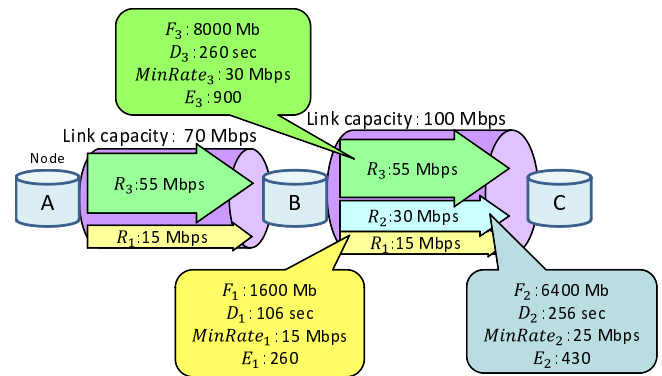 F₃：8000 Mb
D₃：260 sec
MinRate₃：30 Mbps
E₃：900
Link capacity： 70 Mbps
Link capacity：100 Mbps
Node
A
R₃:55 Mbps
R₁:15 Mbps
B
R₃:55 Mbps
R₂:30 Mbps
R₁:15 Mbps
C
F₁：1600 Mb
D₁：106 sec
MinRate₁：15 Mbps
E₁：260
F₂：6400 Mb
D₂：256 sec
MinRate₂：25 Mbps
E₂：430